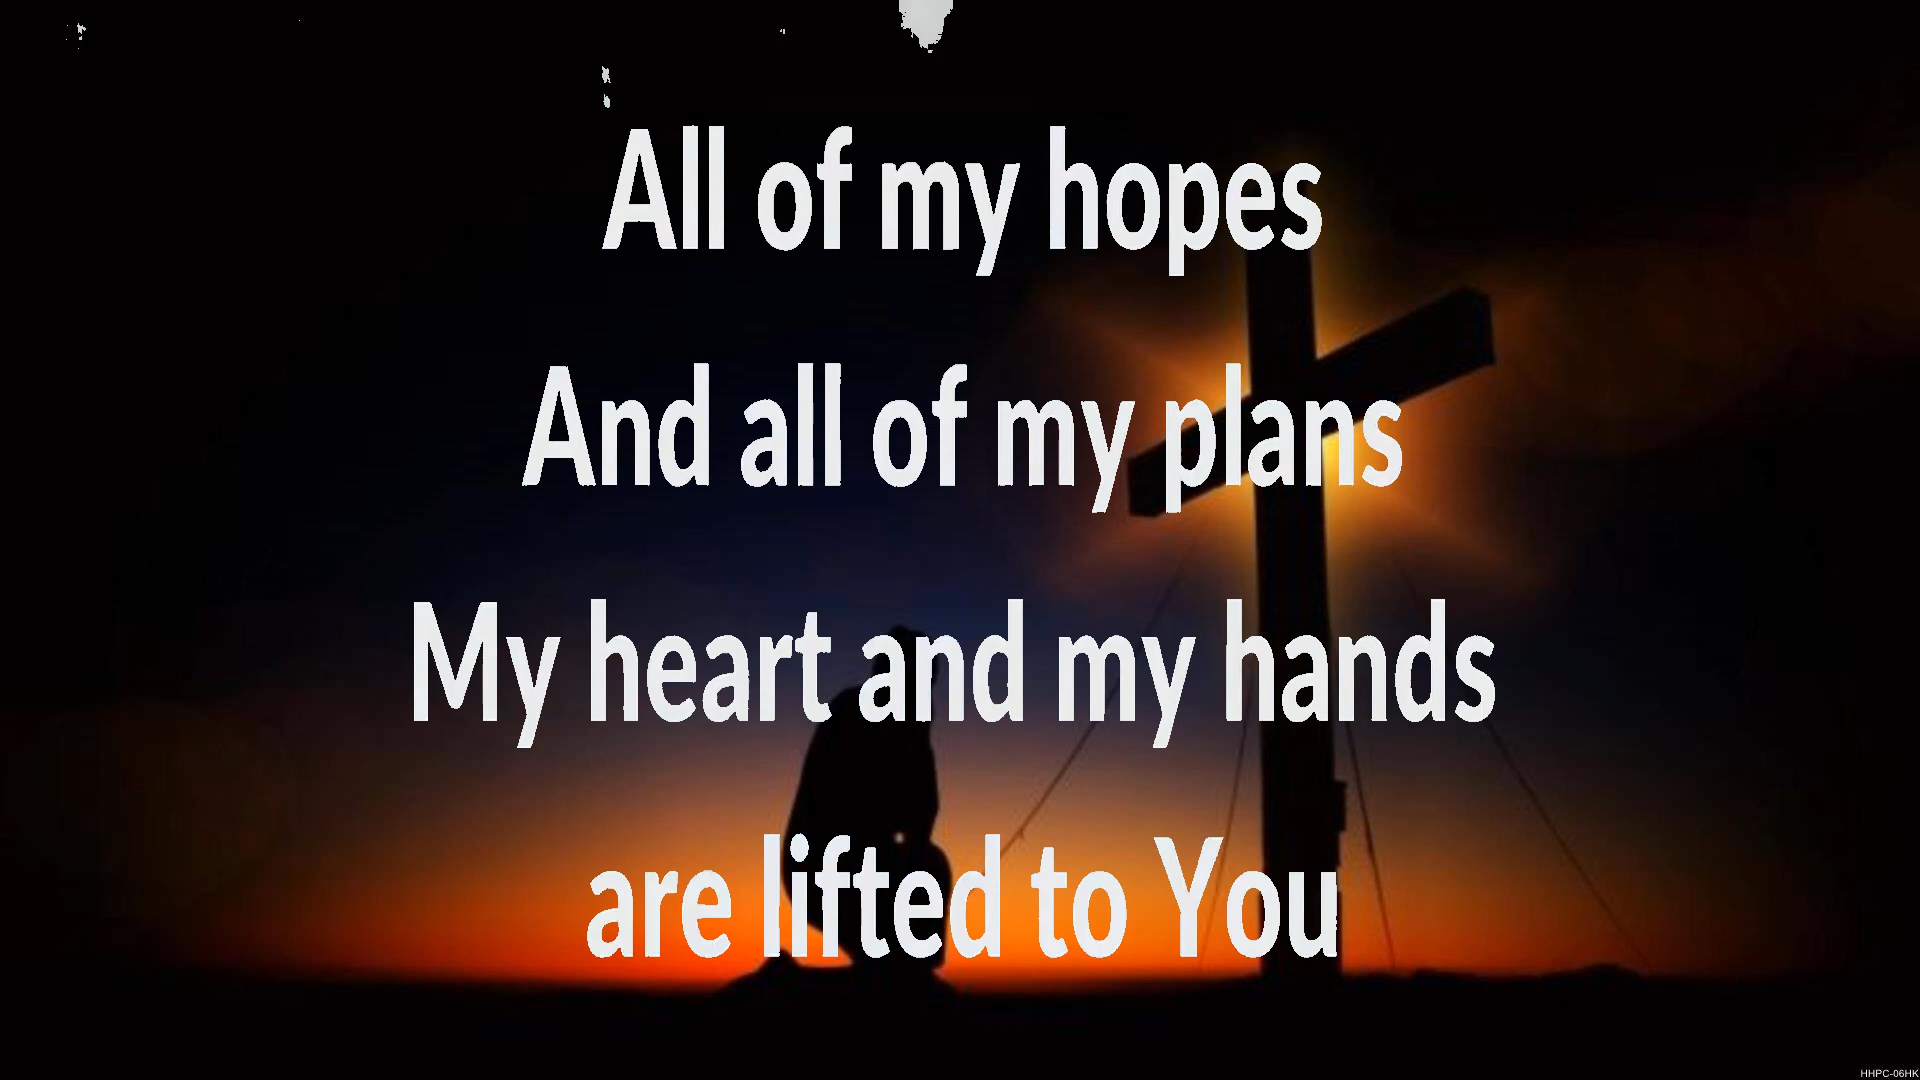 All of my hopes
And all of my plans
My heart and my hands
are lifted to You
HHPC-06HK